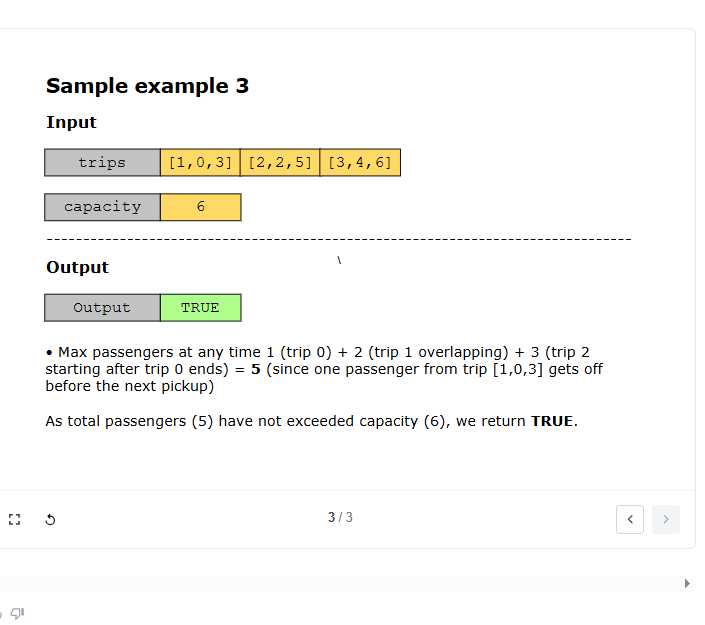 Sample example 3
Input
trips [1,0,3] [2,2,5] [3,4,6]
capacity 6
Output
\
Output TRUE
• Max passengers at any time 1 (trip 0) + 2 (trip 1 overlapping) + 3 (trip 2
starting after trip 0 ends) = 5 (since one passenger from trip [1,0,3] gets off
before the next pickup)
As total passengers (5) have not exceeded capacity (6), we return TRUE.
3 / 3